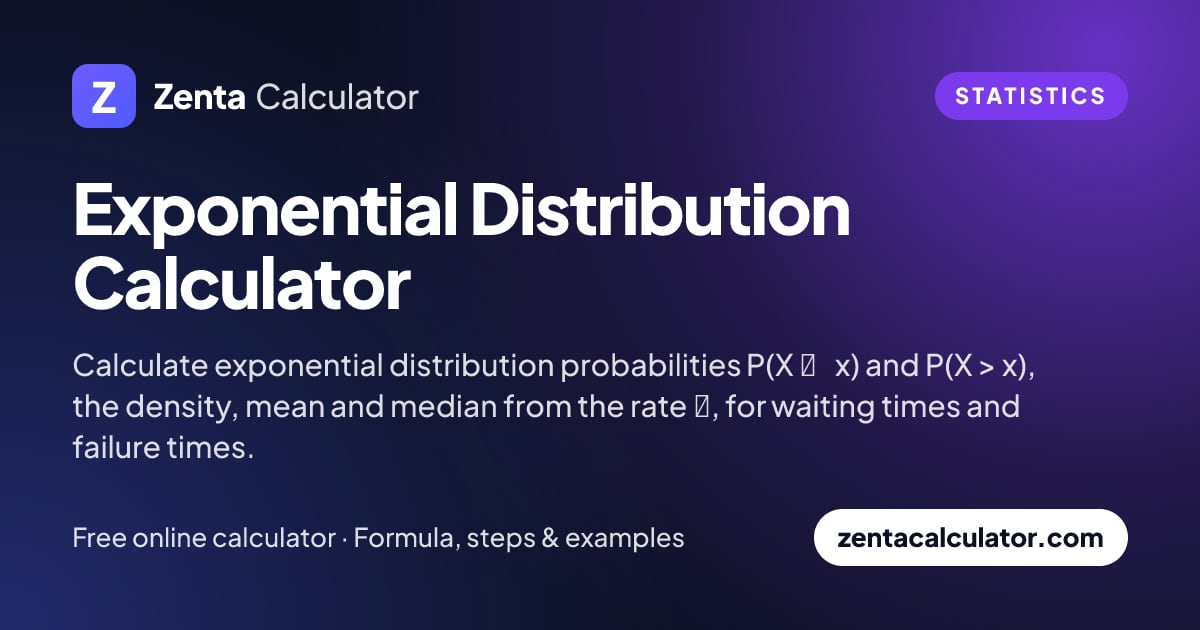 Z
Zenta Calculator
STATISTICS
Exponential Distribution
Calculator
Calculate exponential distribution probabilities P(X □ x) and P(X > x),
the density, mean and median from the rate □, for waiting times and
failure times.
Free online calculator · Formula, steps & examples
zentacalculator.com